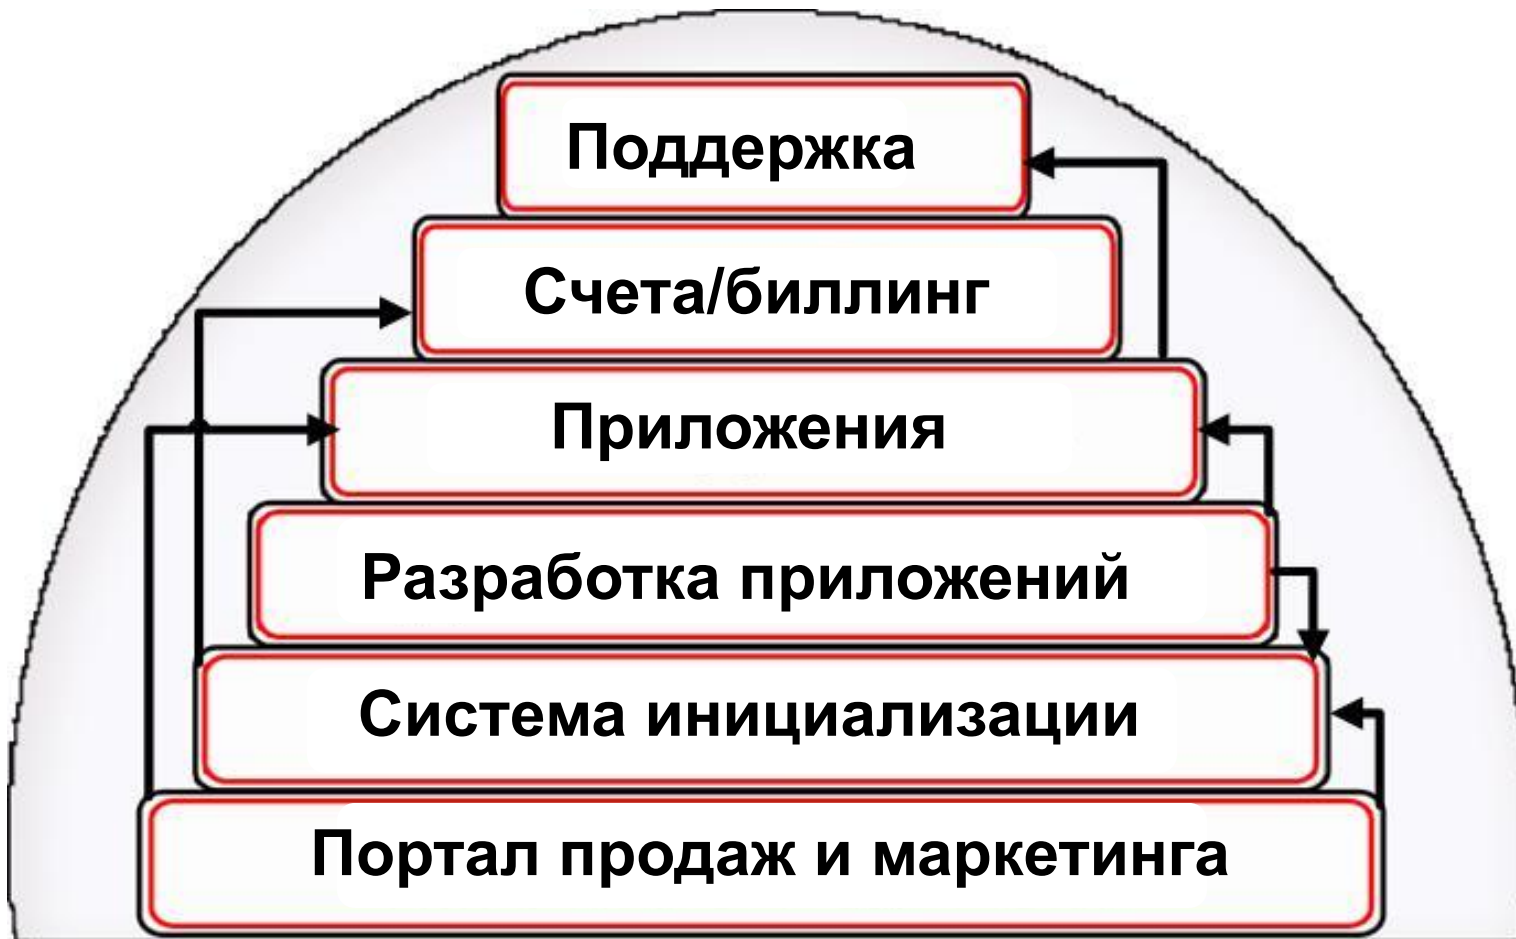 Поддержка
Счета/биллинг
Приложения
Разработка приложений
Система инициализации
Портал продаж и маркетинга